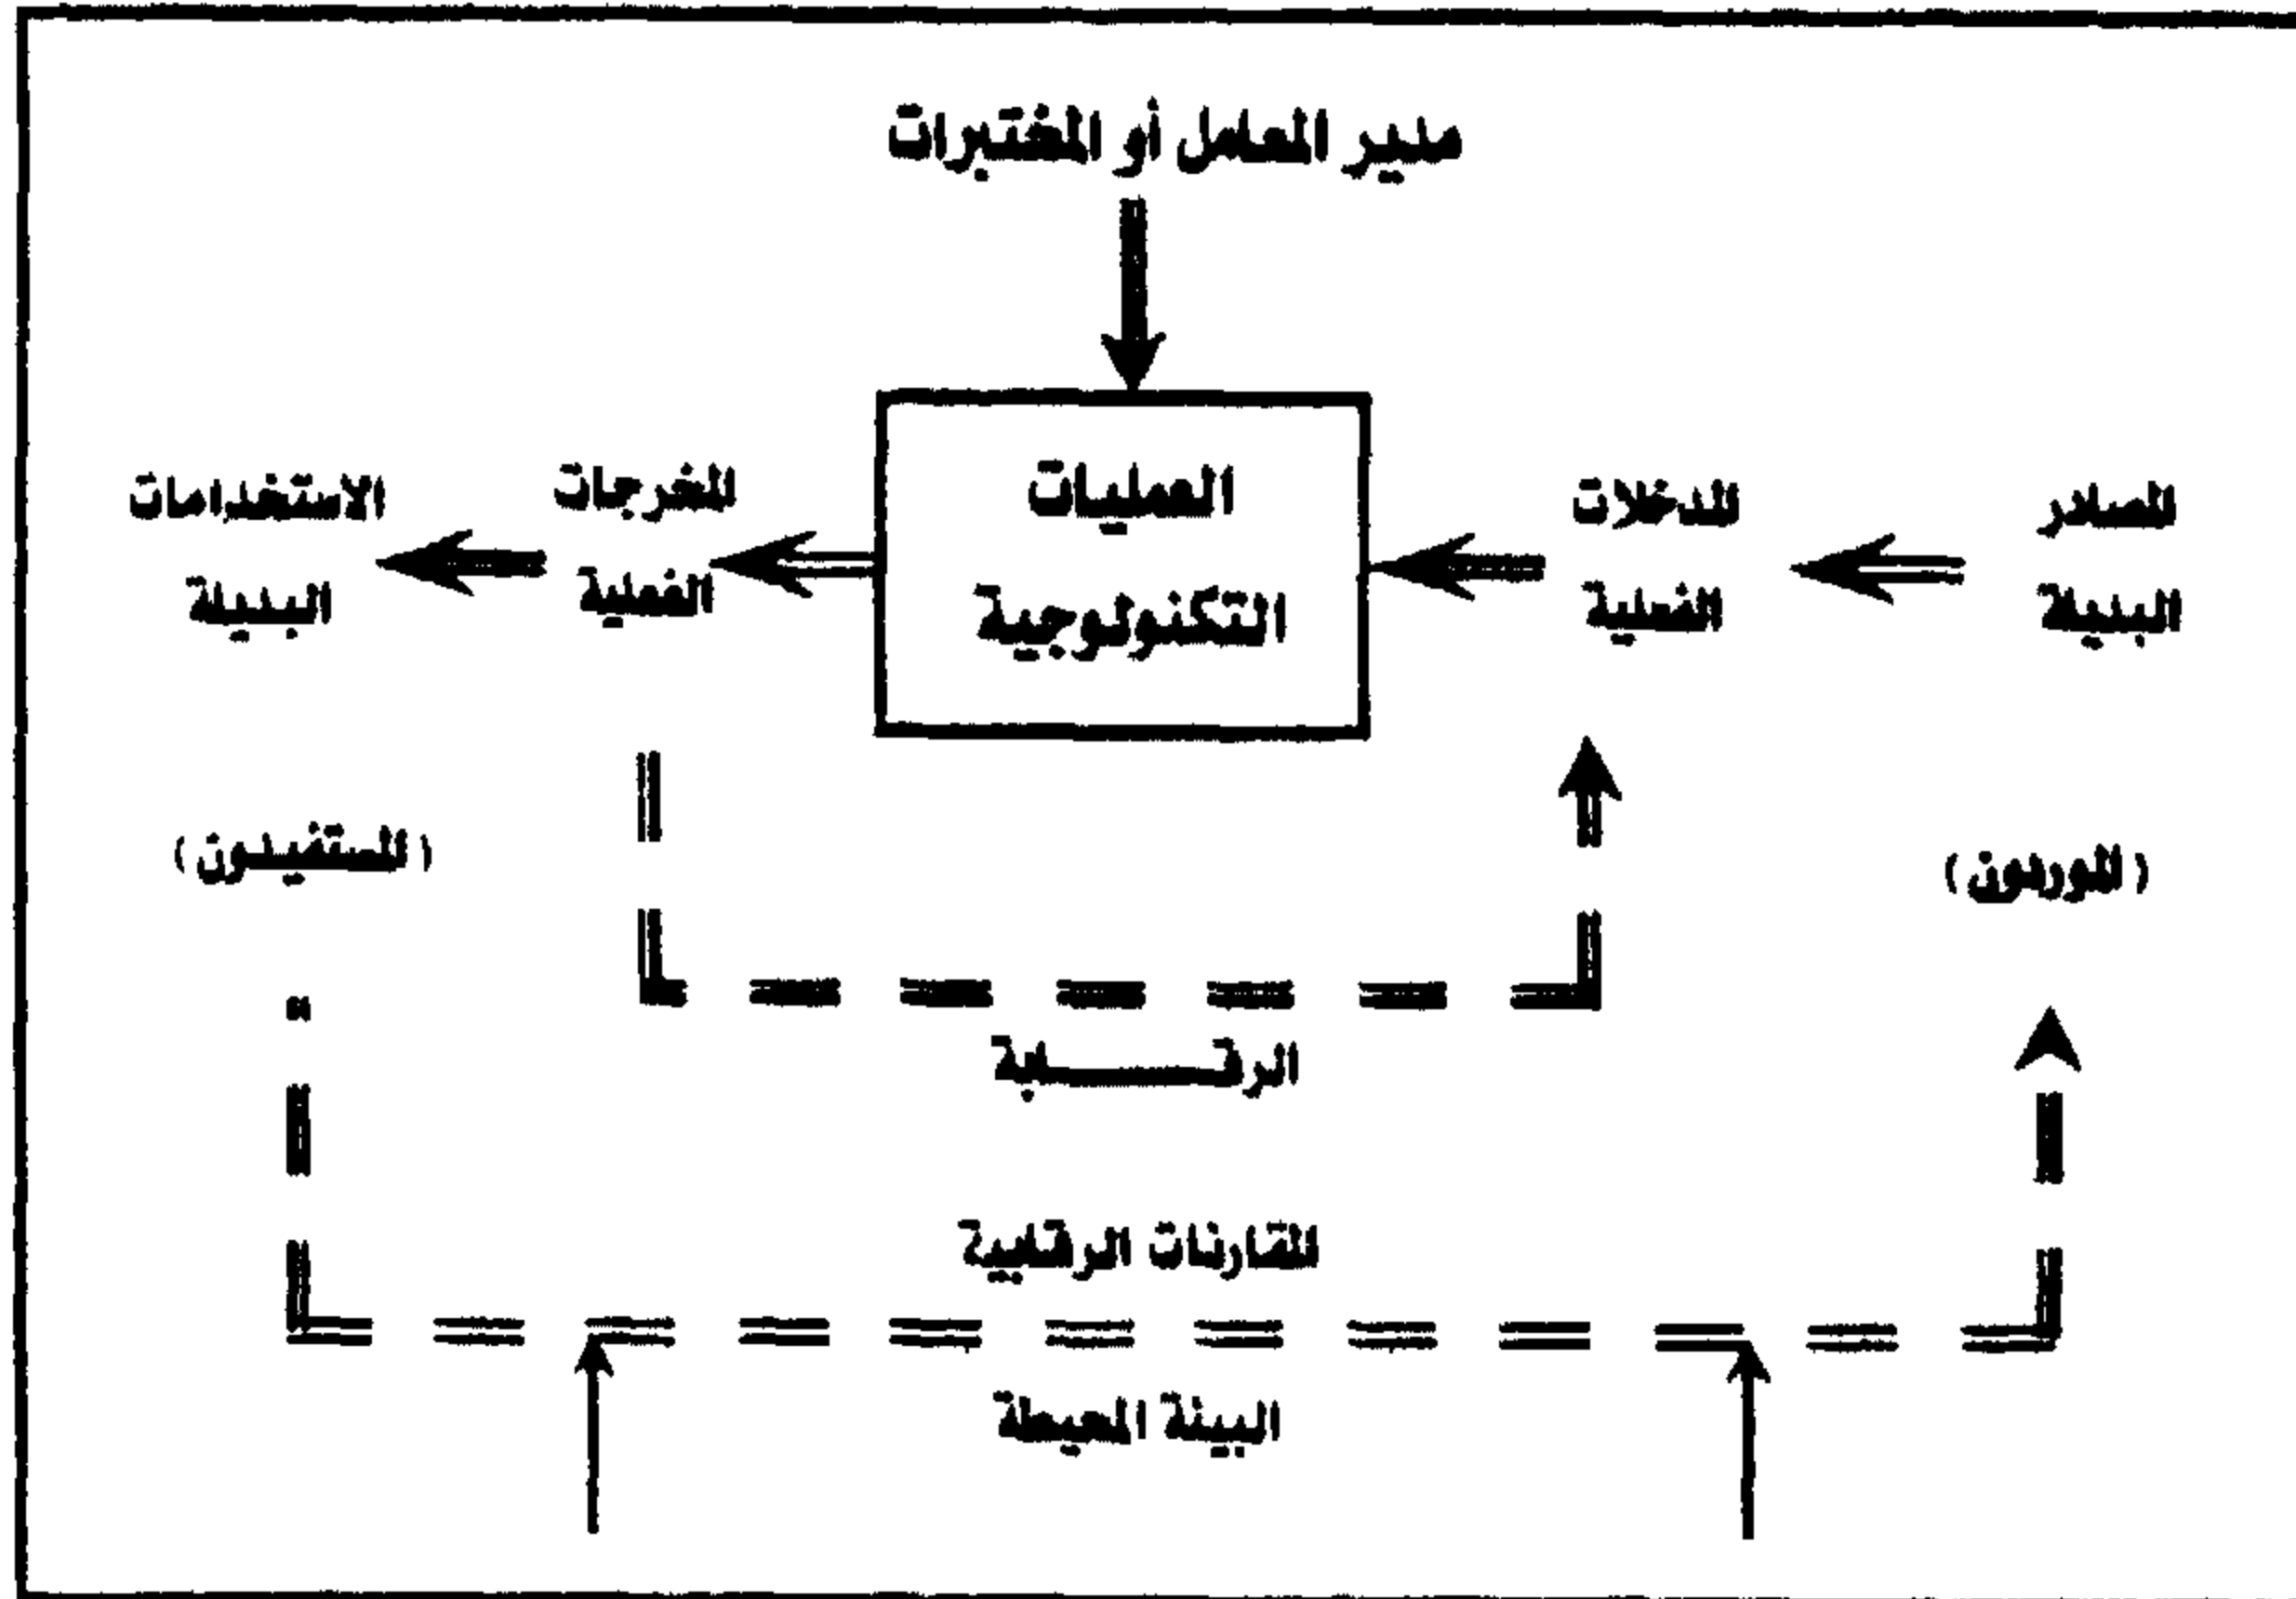 مدير المعامل أو المختبرات
المصادر
البديلة
المدخلات
الفعلية
العمليات
التكنولوجية
المخرجات
الفعلية
الاستخدامات
البديلة
(الموردون)
(المستفيدون)
الرقـــــابة
المقارنات الرقابية
البيئة المحيطة